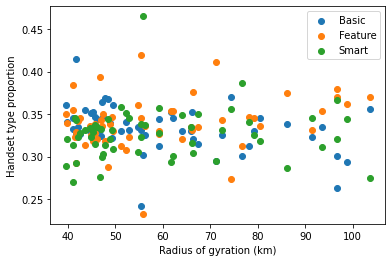 Basic
Feature
Smart
0.45
0.40
0.35
0.30
0.25
Handset type proportion
40 50 60 70 80 90 100
Radius of gyration (km)